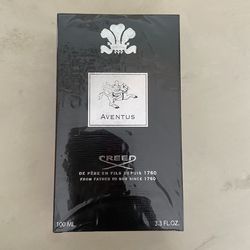 AVENTUS
CREED
DE PÈRE EN FILS DEPUIS 1760
FROM FATHER TO SON SINCE 1760
100 ML
3.3 FL.OZ.